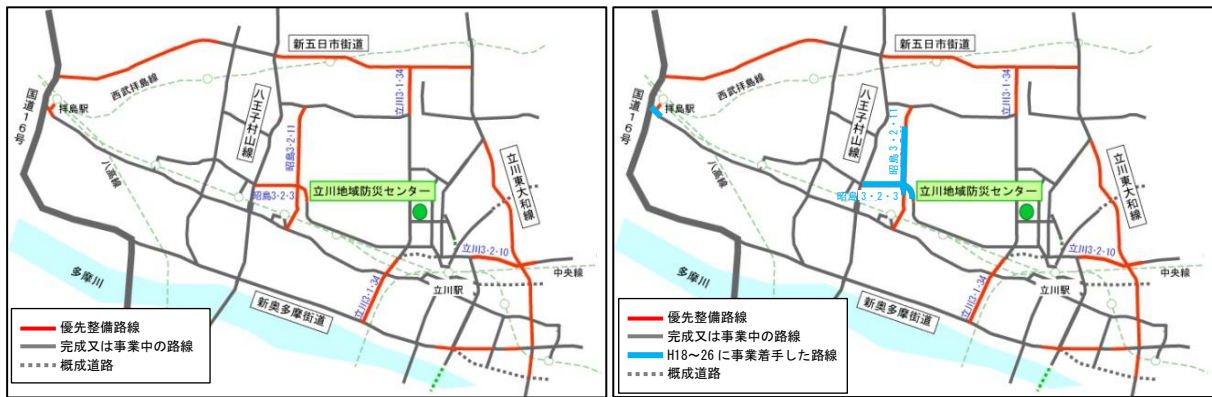 新五日市街道
西武拝島線
拝島駅
国道16号
八王子村山線
立川3・1・34
昭島3・2・11
立川地域防災センター
昭島3・2・3
八高線
立川東大和線
立川3・2・10
中央線
多摩川
立川駅
立川3・1・34
新奥多摩街道
優先整備路線
完成又は事業中の路線
概成道路
新五日市街道
西武拝島線
拝島駅
国道16号
八王子村山線
立川3・1・34
昭島3・2・11
立川地域防災センター
昭島3・2・3
八高線
立川東大和線
立川3・2・10
中央線
多摩川
立川駅
立川3・1・34
新奥多摩街道
優先整備路線
完成又は事業中の路線
H18～26に事業着手した路線
概成道路